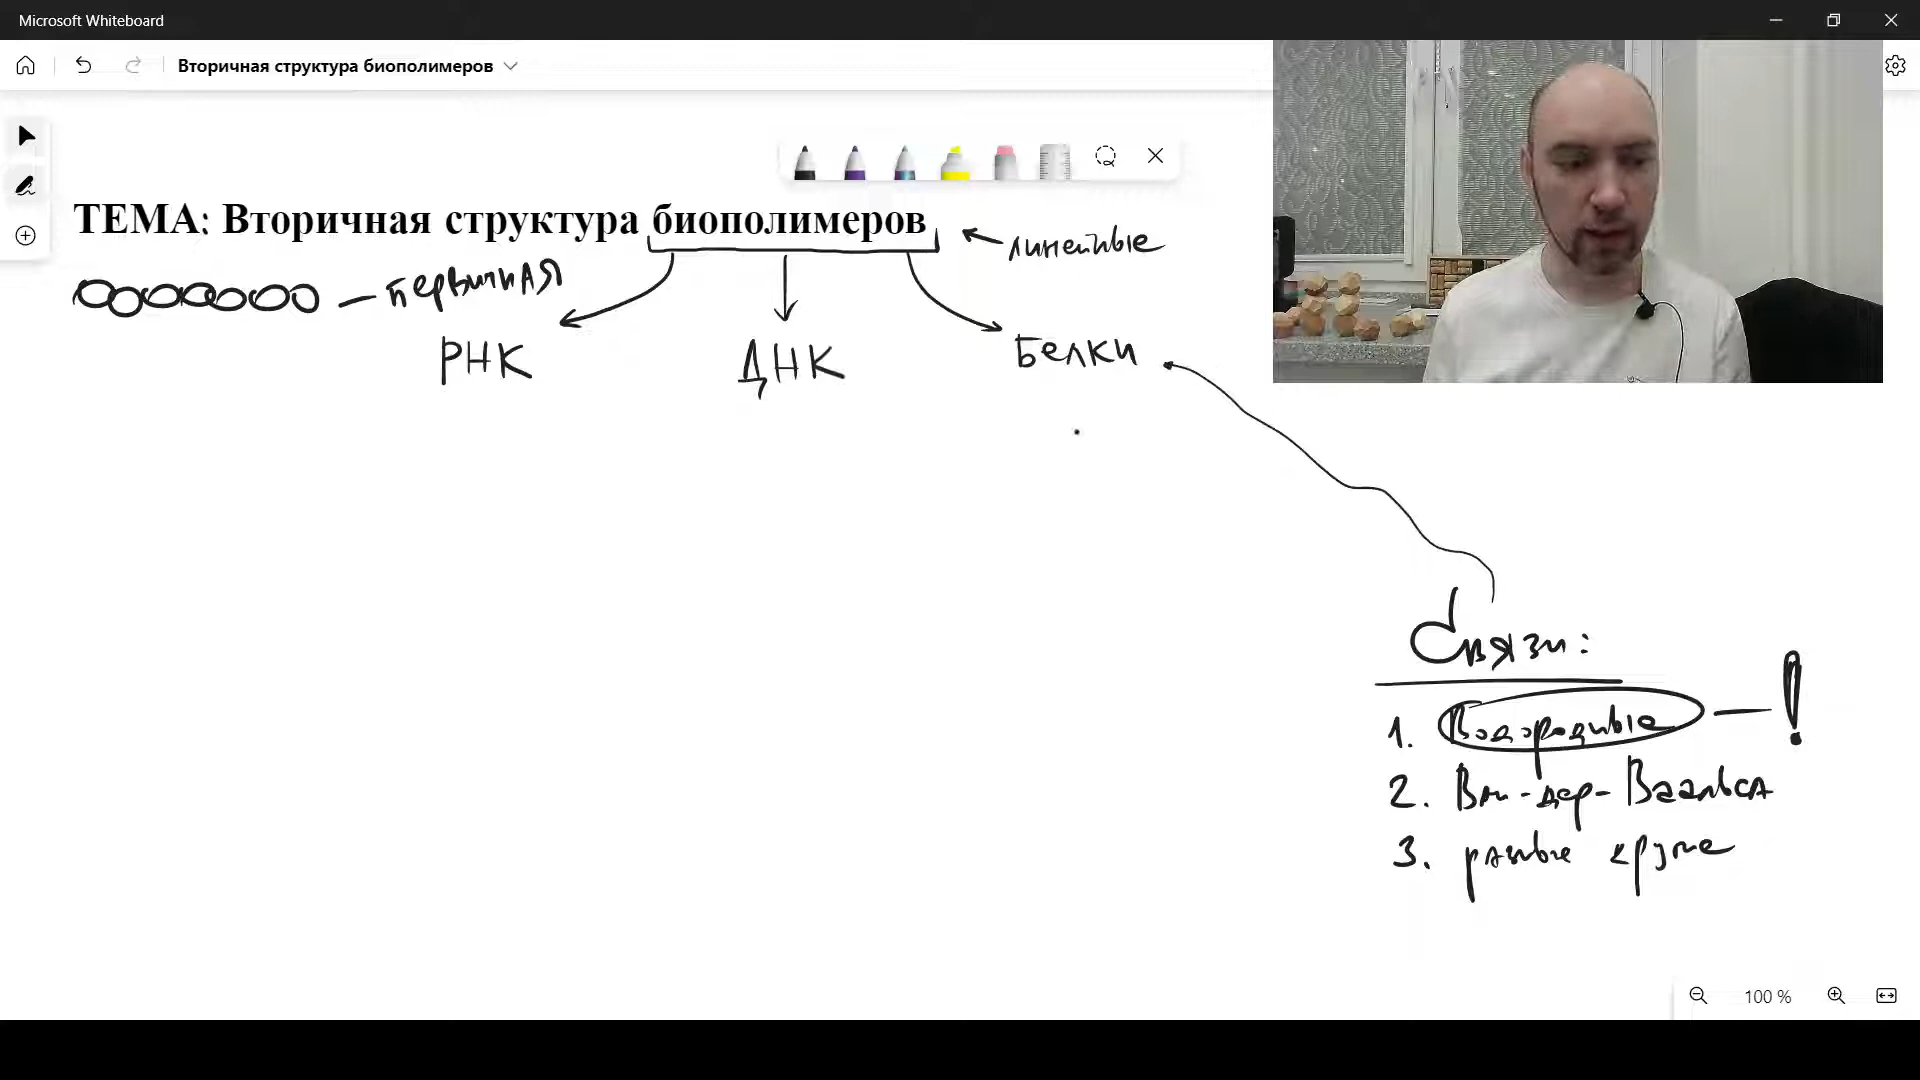 Microsoft Whiteboard
Вторичная структура биополимеров
ТЕМА: Вторичная структура биополимеров
линейные
первичная
РНК
ДНК
Белки
Связи:
1. Водородные — !
2. Ван-дер-Ваальса
3. разные другие
100 %